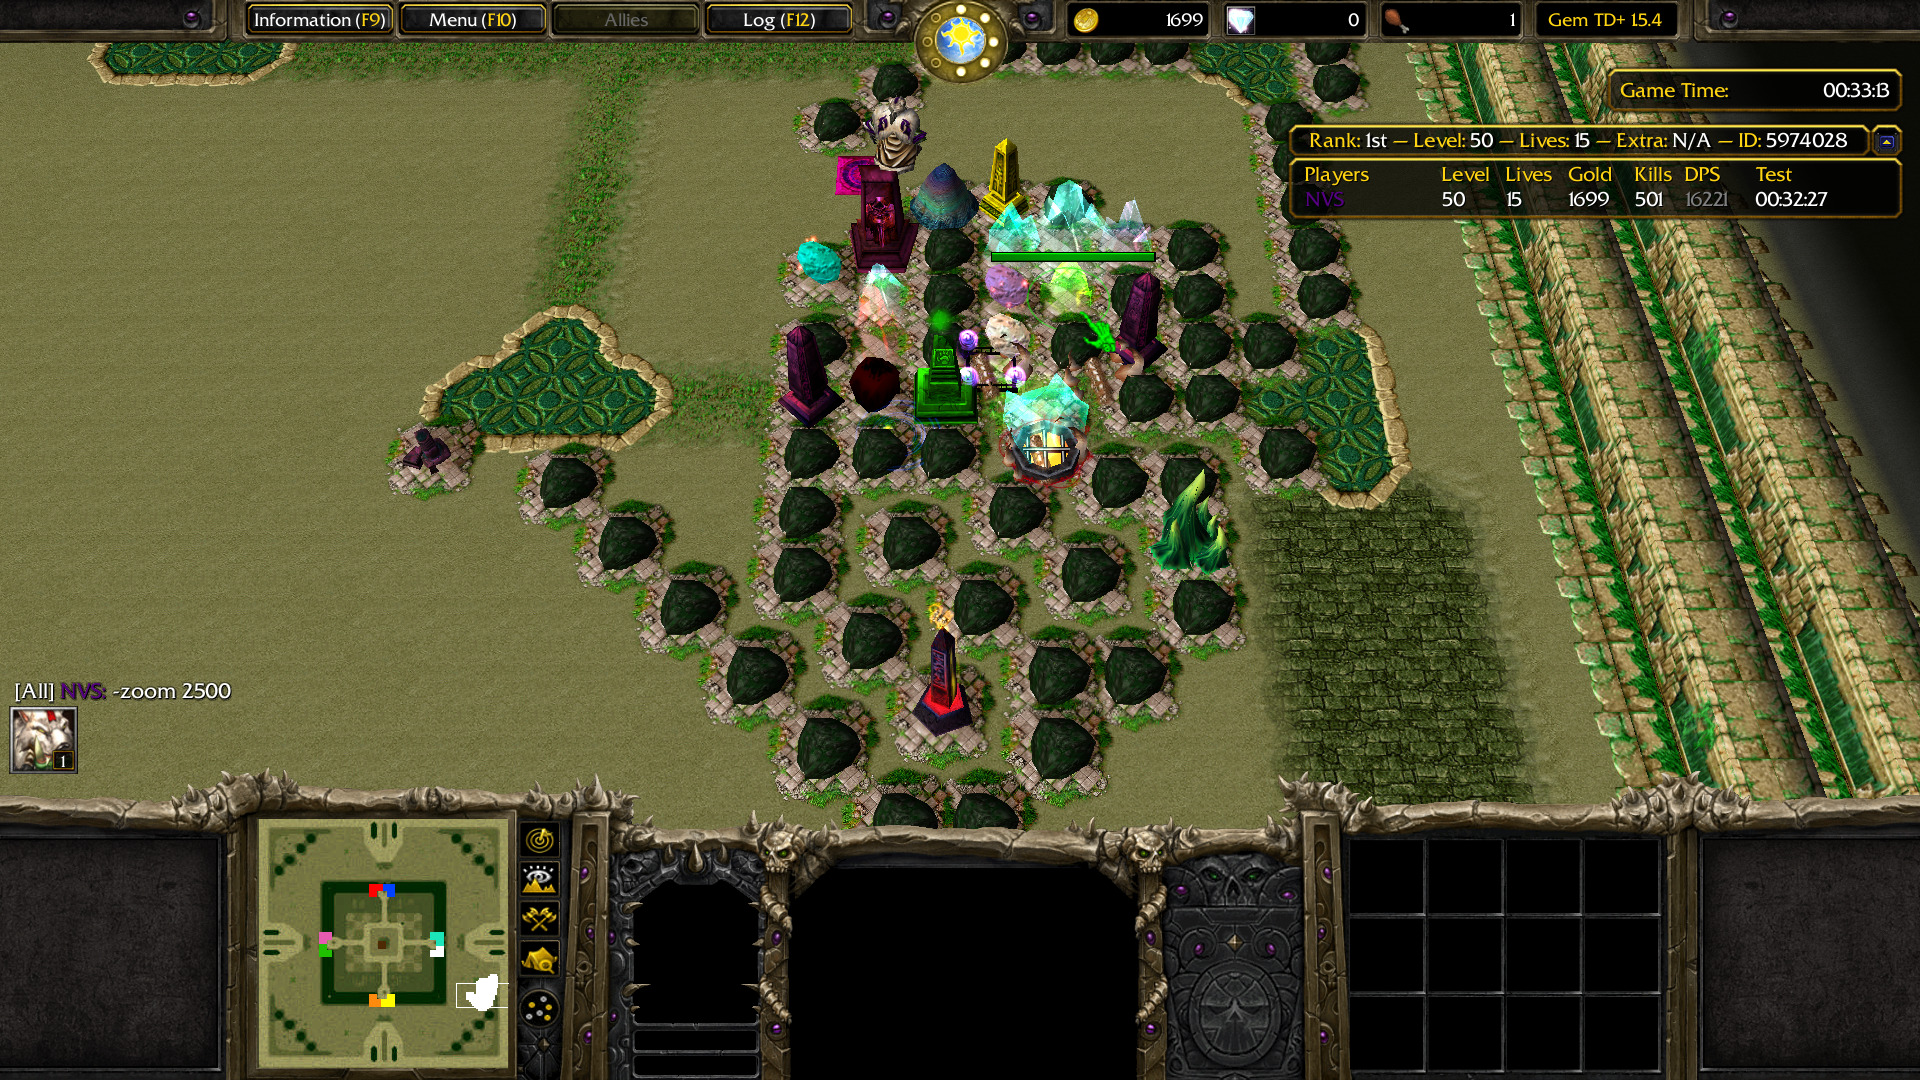 Information (F9) Menu (F10) Allies Log (F12) 1699 0 1 Gem TD+ 15.4
Game Time: 00:33:13
Rank: 1st – Level: 50 – Lives: 15 – Extra: N/A – ID: 5974028
Players Level Lives Gold Kills DPS Test
NVS 50 15 1699 501 16221 00:32:27
[All] NVS: -zoom 2500
1